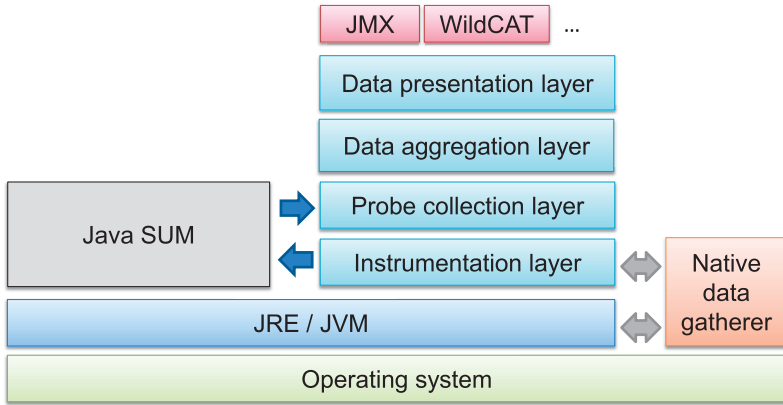 JMX WildCAT ...
Data presentation layer
Data aggregation layer
Probe collection layer
Java SUM
Instrumentation layer
Native
data
gatherer
JRE / JVM
Operating system